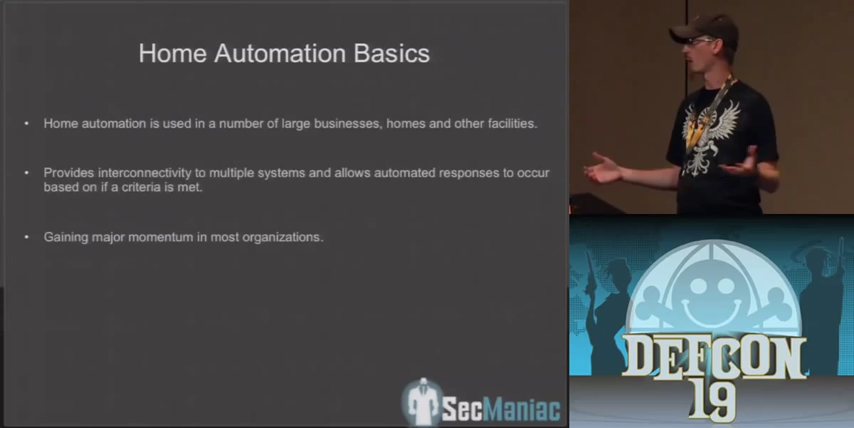 Home Automation Basics
• Home automation is used in a number of large businesses, homes and other facilities.
• Provides interconnectivity to multiple systems and allows automated responses to occur
based on if a criteria is met.
• Gaining major momentum in most organizations.
SecManiac
DEFCON
19